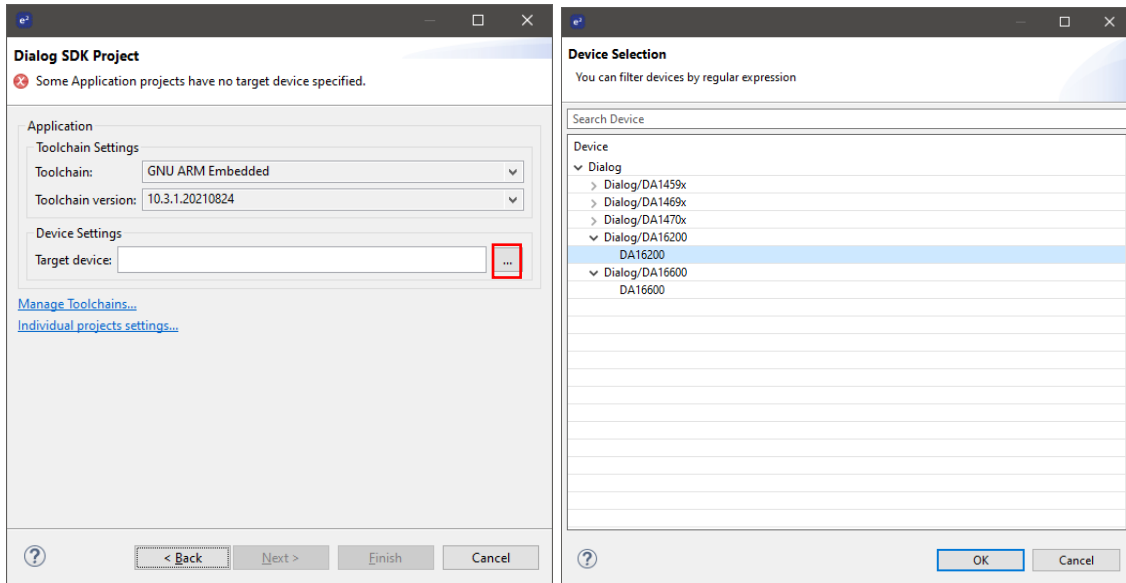 e²
Dialog SDK Project
Some Application projects have no target device specified.
Application
Toolchain Settings
Toolchain: GNU ARM Embedded
Toolchain version: 10.3.1.20210824
Device Settings
Target device: ...
Manage Toolchains...
Individual projects settings...
? < Back Next > Finish Cancel
e²
Device Selection
You can filter devices by regular expression
Search Device
Device
Dialog
Dialog/DA1459x
Dialog/DA1469x
Dialog/DA1470x
Dialog/DA16200
DA16200
Dialog/DA16600
DA16600
? OK Cancel